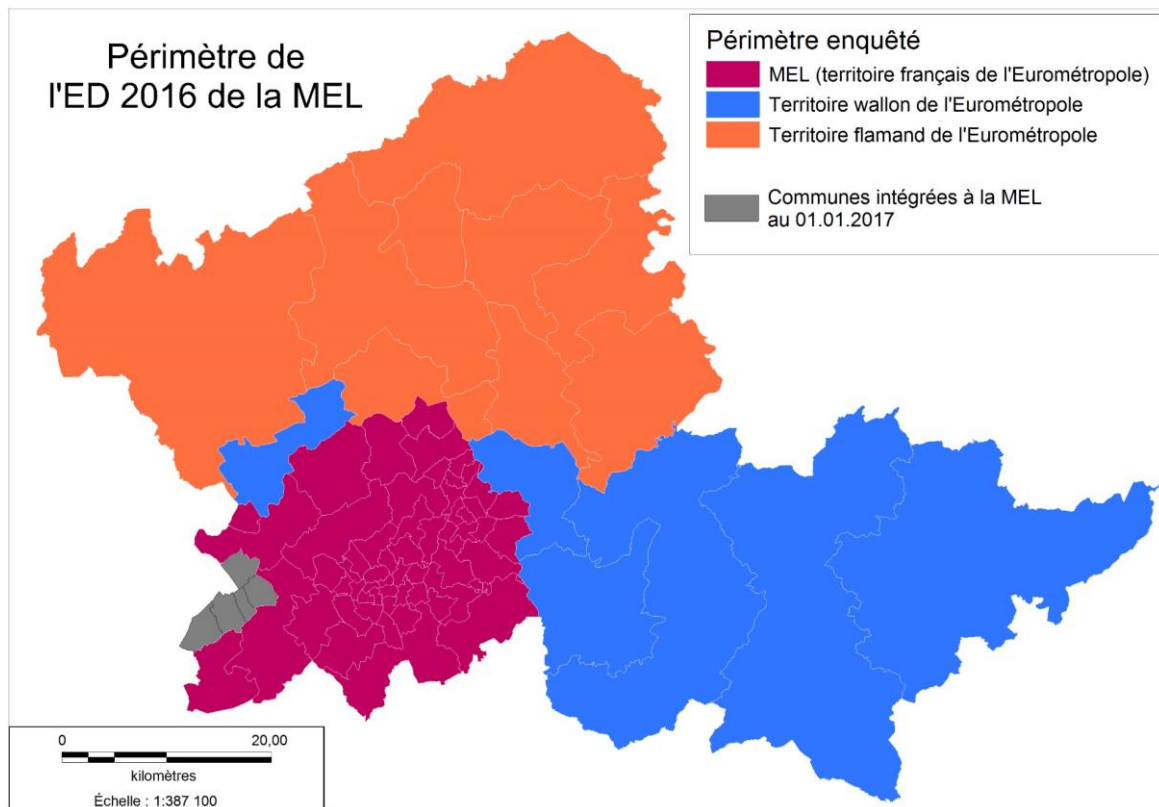 Périmètre de
l'ED 2016 de la MEL
Périmètre enquêté
MEL (territoire français de l'Eurométropole)
Territoire wallon de l'Eurométropole
Territoire flamand de l'Eurométropole
Communes intégrées à la MEL
au 01.01.2017
0 20,00
kilomètres
Échelle : 1:387 100